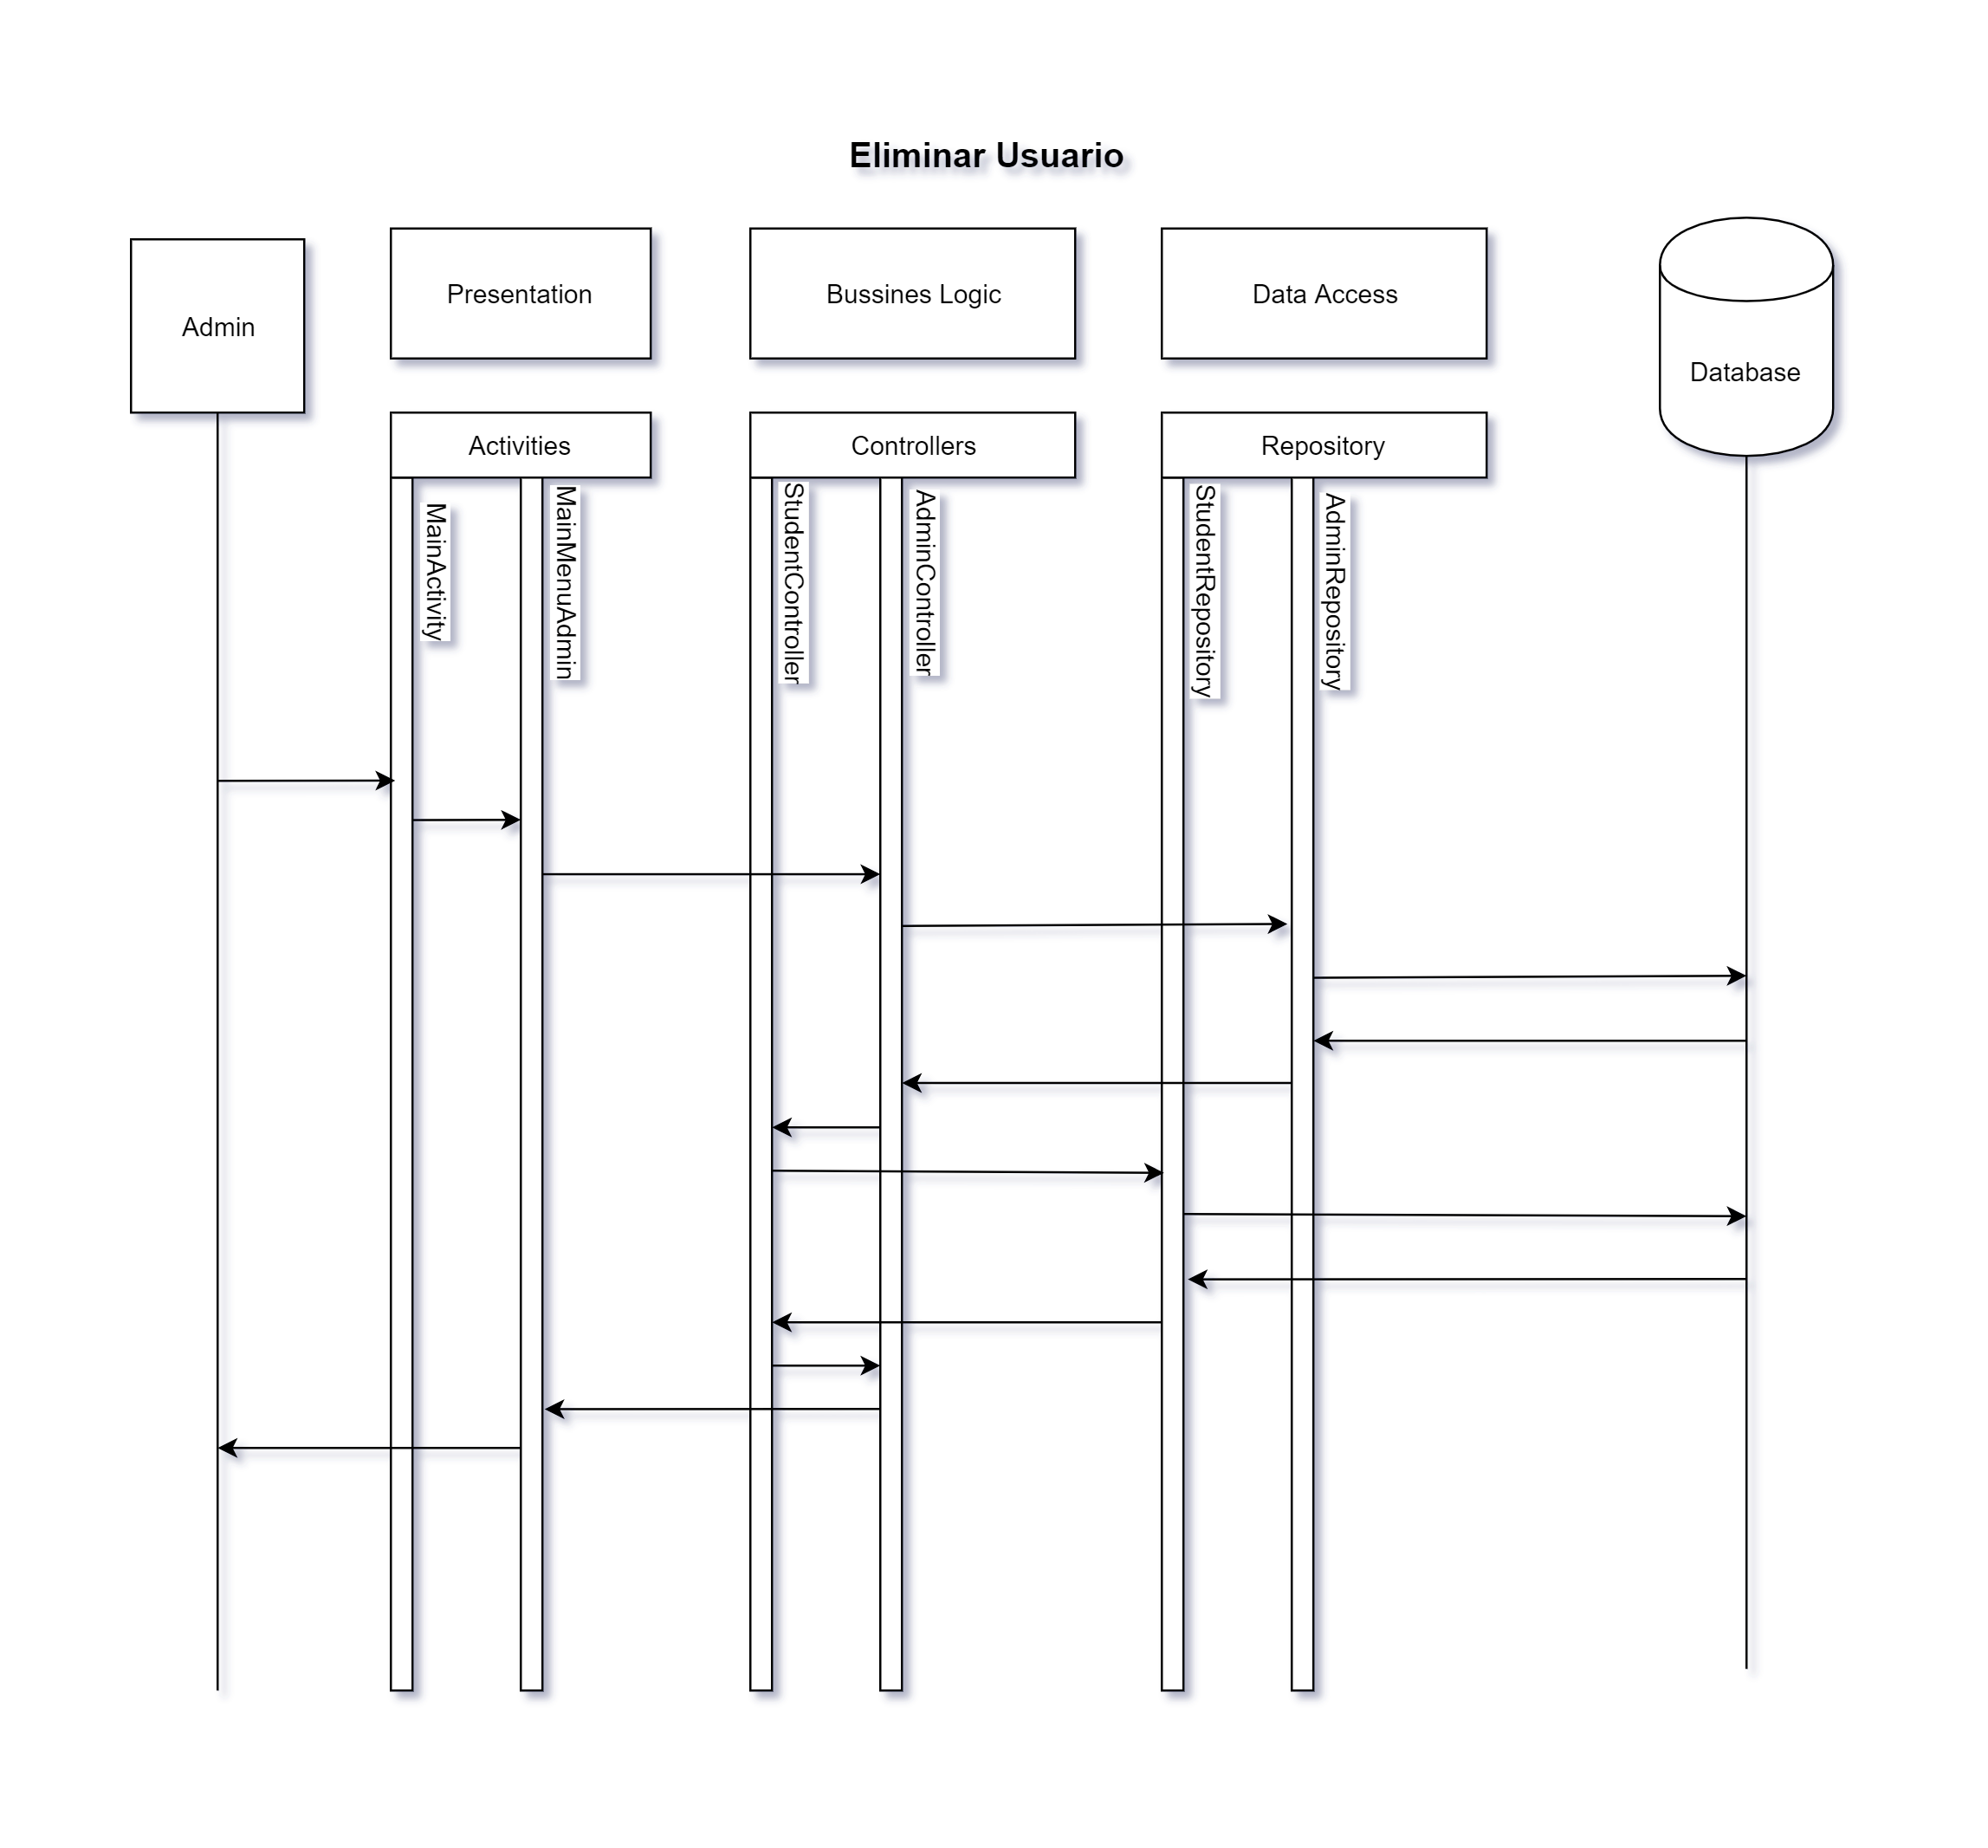 Eliminar Usuario
Admin
Presentation
Bussines Logic
Data Access
Database
Activities
Controllers
Repository
MainActivity
MainMenuAdmin
StudentController
AdminController
StudentRepository
AdminRepository